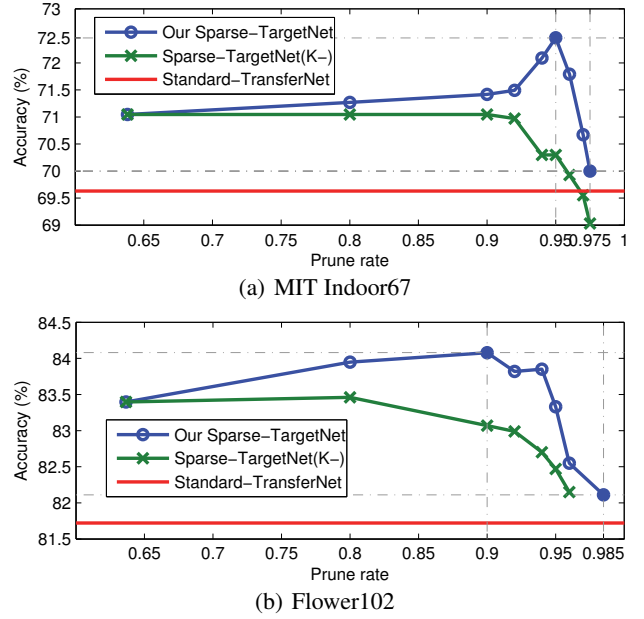 72.5
72
71.5
71
70.5
70
69.5
69
Accuracy (%)
Our Sparse-TargetNet
Sparse-TargetNet(K-)
Standard-TransferNet
0.65 0.7 0.75 0.8 0.85 0.9 0.95 0.975 1
Prune rate
(a) MIT Indoor67
84.5
84
83.5
83
82.5
82
81.5
Accuracy (%)
Our Sparse-TargetNet
Sparse-TargetNet(K-)
Standard-TransferNet
0.65 0.7 0.75 0.8 0.85 0.9 0.95 0.985
Prune rate
(b) Flower102